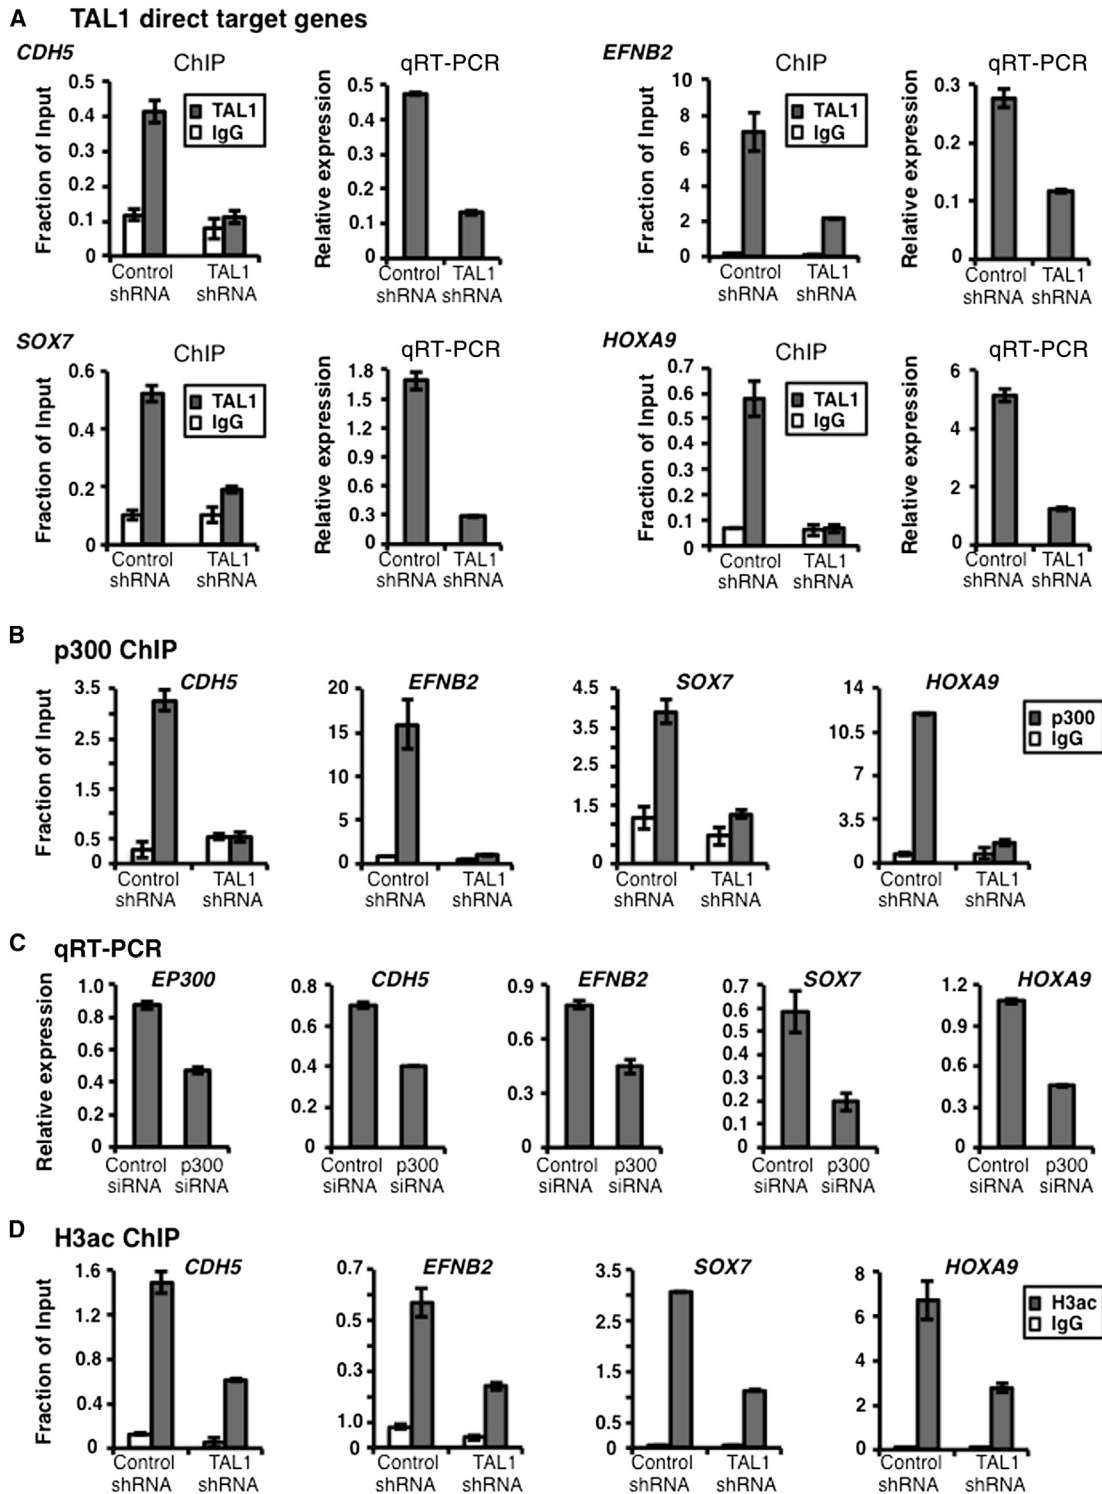 A TAL1 direct target genes
CDH5
ChIP
Fraction of Input
0.5
0.4
0.3
0.2
0.1
0
TAL1
IgG
Control shRNA
TAL1 shRNA
qRT-PCR
Relative expression
0.5
0.4
0.3
0.2
0.1
0
Control shRNA
TAL1 shRNA
EFNB2
ChIP
Fraction of Input
10
8
6
4
2
0
TAL1
IgG
Control shRNA
TAL1 shRNA
qRT-PCR
Relative expression
0.3
0.2
0.1
0
Control shRNA
TAL1 shRNA
SOX7
ChIP
Fraction of Input
0.6
0.4
0.2
0
TAL1
IgG
Control shRNA
TAL1 shRNA
qRT-PCR
Relative expression
1.8
1.5
1.2
0.9
0.6
0.3
0
Control shRNA
TAL1 shRNA
HOXA9
ChIP
Fraction of Input
0.7
0.6
0.5
0.4
0.3
0.2
0.1
0
TAL1
IgG
Control shRNA
TAL1 shRNA
qRT-PCR
Relative expression
6
4
2
0
Control shRNA
TAL1 shRNA
B p300 ChIP
Fraction of Input
CDH5
3.5
2.5
1.5
0.5
0
Control shRNA
TAL1 shRNA
EFNB2
20
15
10
5
0
Control shRNA
TAL1 shRNA
SOX7
4.5
3.5
2.5
1.5
0
Control shRNA
TAL1 shRNA
HOXA9
14
10.5
7
3.5
0
Control shRNA
TAL1 shRNA
p300
IgG
C qRT-PCR
Relative expression
EP300
1.0
0.8
0.6
0.4
0.2
0
Control siRNA
p300 siRNA
CDH5
0.8
0.6
0.4
0.2
0
Control siRNA
p300 siRNA
EFNB2
0.9
0.6
0.3
0
Control siRNA
p300 siRNA
SOX7
0.7
0.6
0.5
0.4
0.3
0.2
0.1
0
Control siRNA
p300 siRNA
HOXA9
1.2
0.9
0.6
0.3
0
Control siRNA
p300 siRNA
D H3ac ChIP
Fraction of Input
CDH5
1.6
1.2
0.8
0.4
0
Control shRNA
TAL1 shRNA
EFNB2
0.7
0.5
0.3
1.0
0
Control shRNA
TAL1 shRNA
SOX7
3.5
2.5
1.5
0.5
0
Control shRNA
TAL1 shRNA
HOXA9
8
6
4
2
0
Control shRNA
TAL1 shRNA
H3ac
IgG